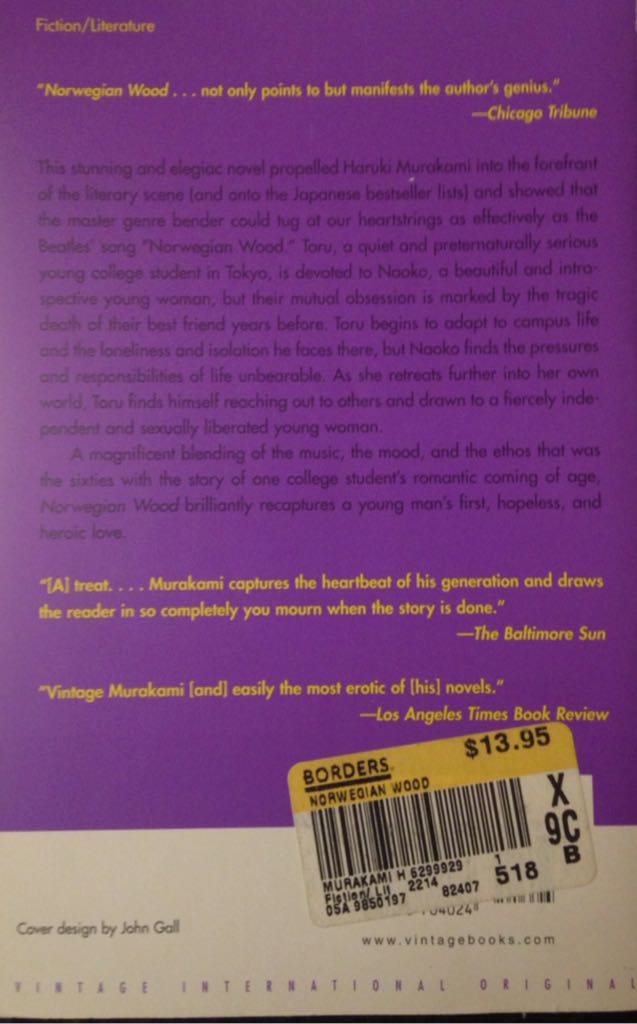 Fiction/Literature
"Norwegian Wood . . . not only points to but manifests the author's genius."
—Chicago Tribune
This stunning and elegiac novel propelled Haruki Murakami into the forefront
of the literary scene (and onto the Japanese bestseller lists) and showed that
the master genre bender could tug at our heartstrings as effectively as the
Beatles' song "Norwegian Wood." Toru, a quiet and preternaturally serious
young college student in Tokyo, is devoted to Naoko, a beautiful and intro-
spective young woman, but their mutual obsession is marked by the tragic
death of their best friend years before. Toru begins to adapt to campus life
and the loneliness and isolation he faces there, but Naoko finds the pressures
and responsibilities of life unbearable. As she retreats further into her own
world, Toru finds himself reaching out to others and drawn to a fiercely inde-
pendent and sexually liberated young woman.
A magnificent blending of the music, the mood, and the ethos that was
the sixties with the story of one college student's romantic coming of age,
Norwegian Wood brilliantly recaptures a young man's first, hopeless, and
heroic love.
"[A] treat. . . . Murakami captures the heartbeat of his generation and draws
the reader in so completely you mourn when the story is done."
—The Baltimore Sun
"Vintage Murakami [and] easily the most erotic of [his] novels."
—Los Angeles Times Book Review
$13.95
BORDERS.
NORWEGIAN WOOD
X
9C
B
MURAKAMI H 6299929 1
Fiction/ Lit 2214 82407 518
05A 9850197
Cover design by John Gall
www.vintagebooks.com
VINTAGE INTERNATIONAL ORIGINAL